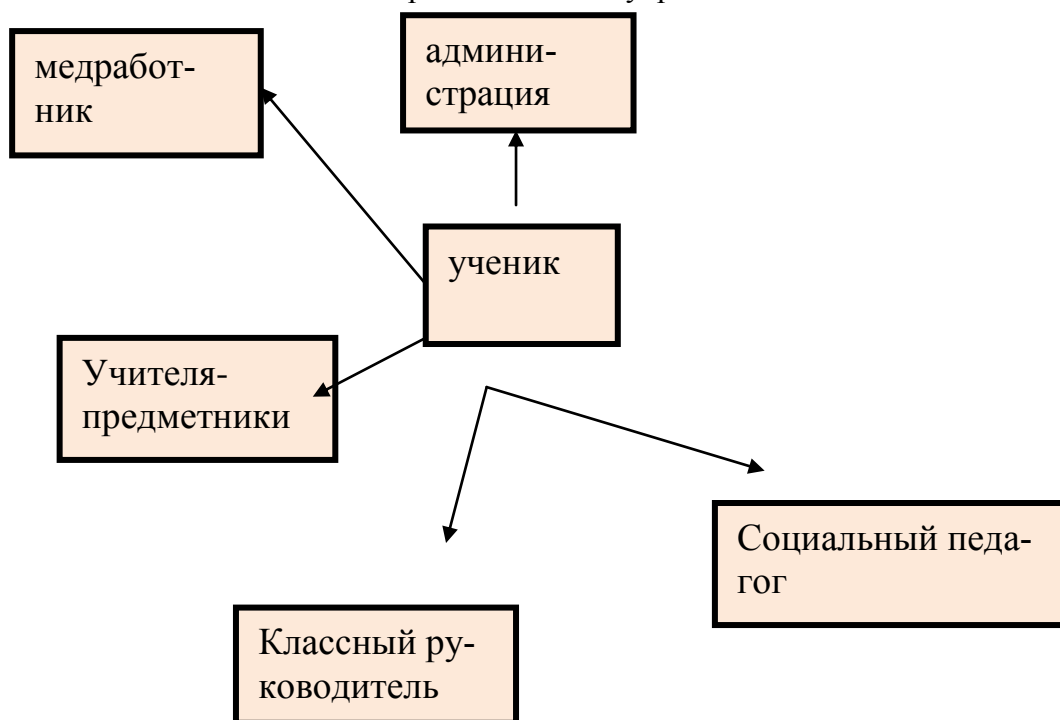 медработ-
ник
админи-
страция
ученик
Учителя-
предметники
Социальный педа-
гог
Классный ру-
ководитель